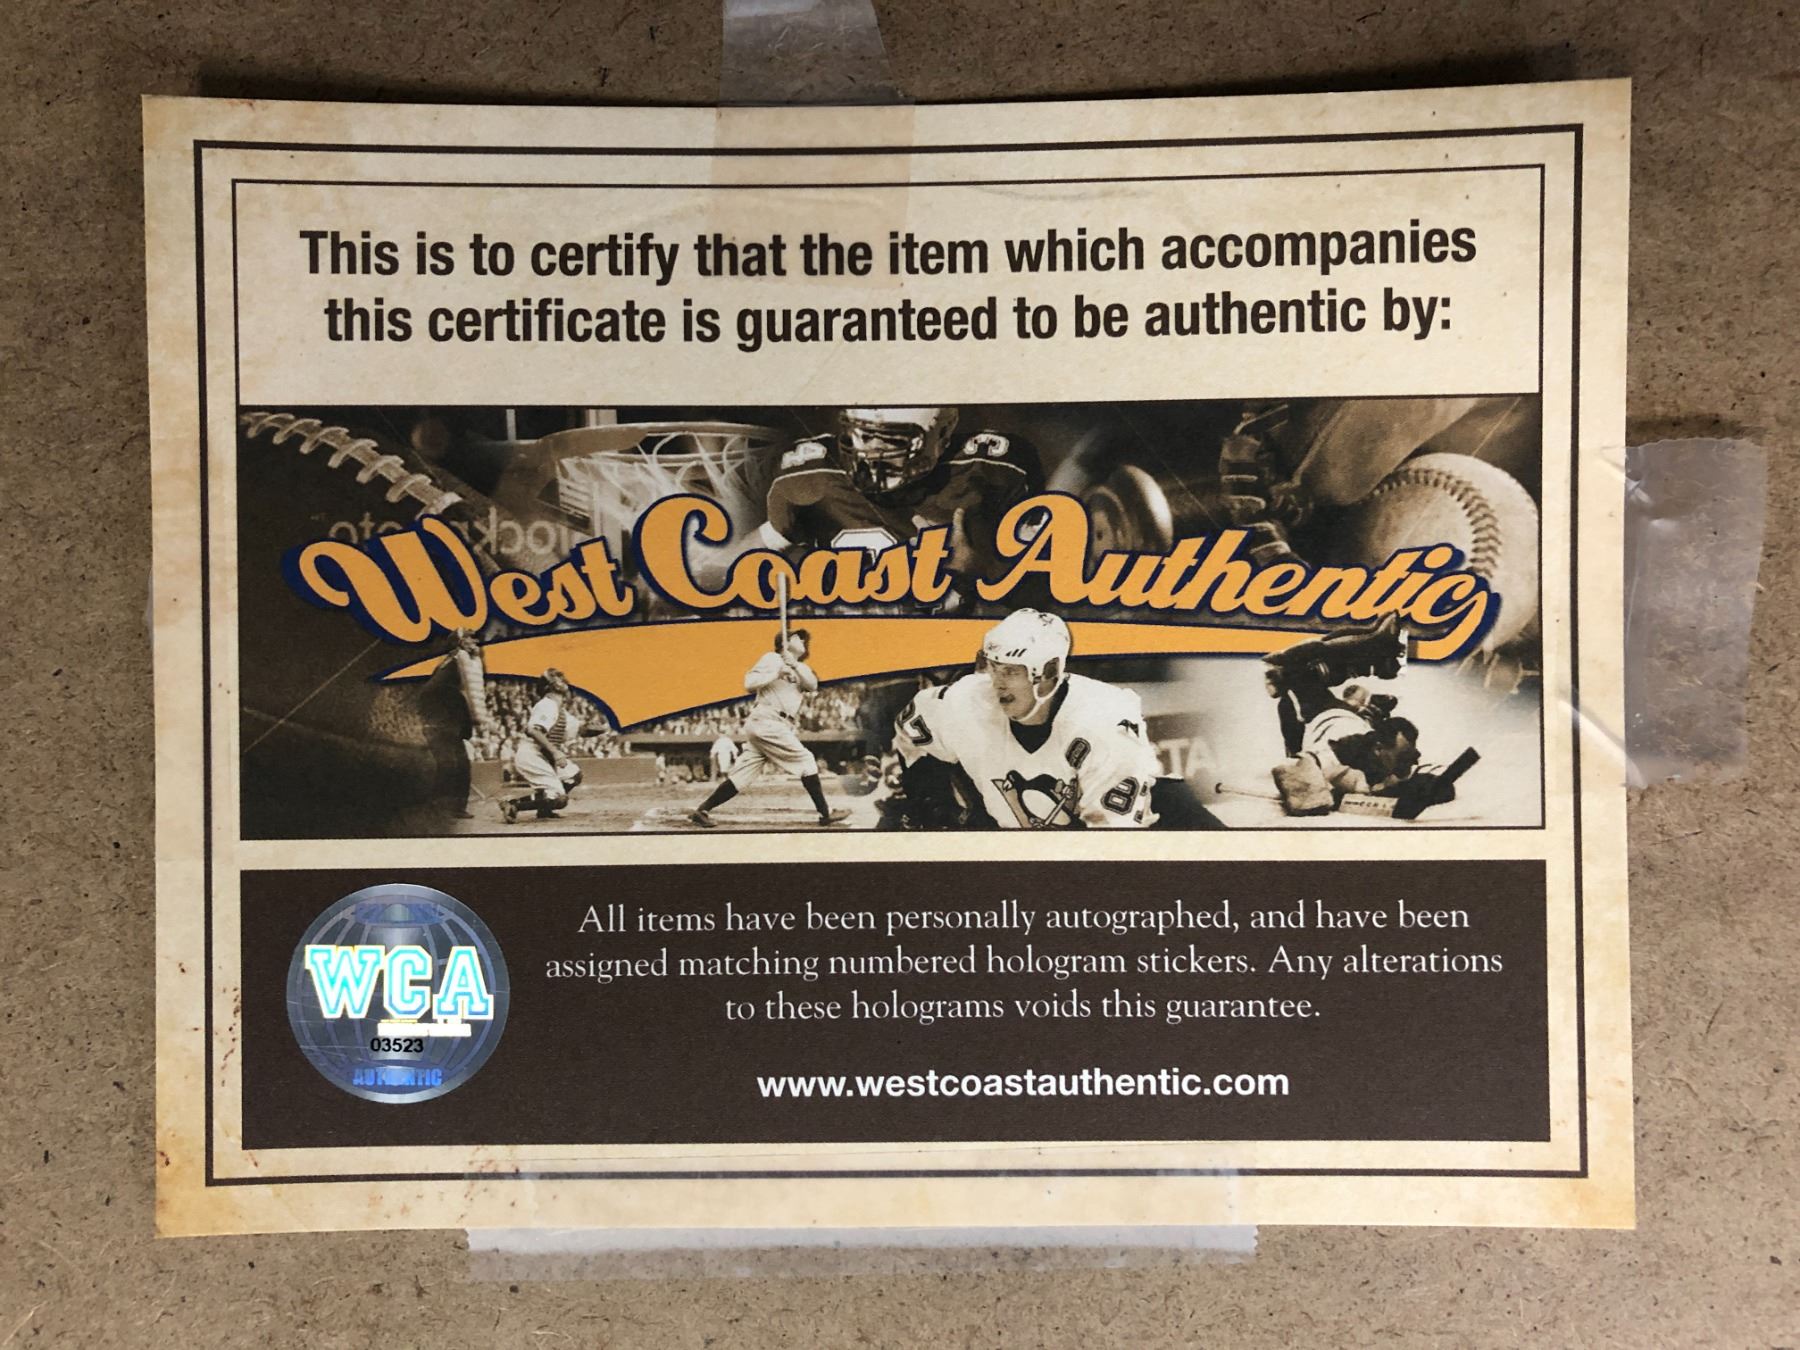 This is to certify that the item which accompanies
this certificate is guaranteed to be authentic by:
West Coast Authentic
87
87
WCA
03523
AUTHENTIC
All items have been personally autographed, and have been
assigned matching numbered hologram stickers. Any alterations
to these holograms voids this guarantee.
www.westcoastauthentic.com